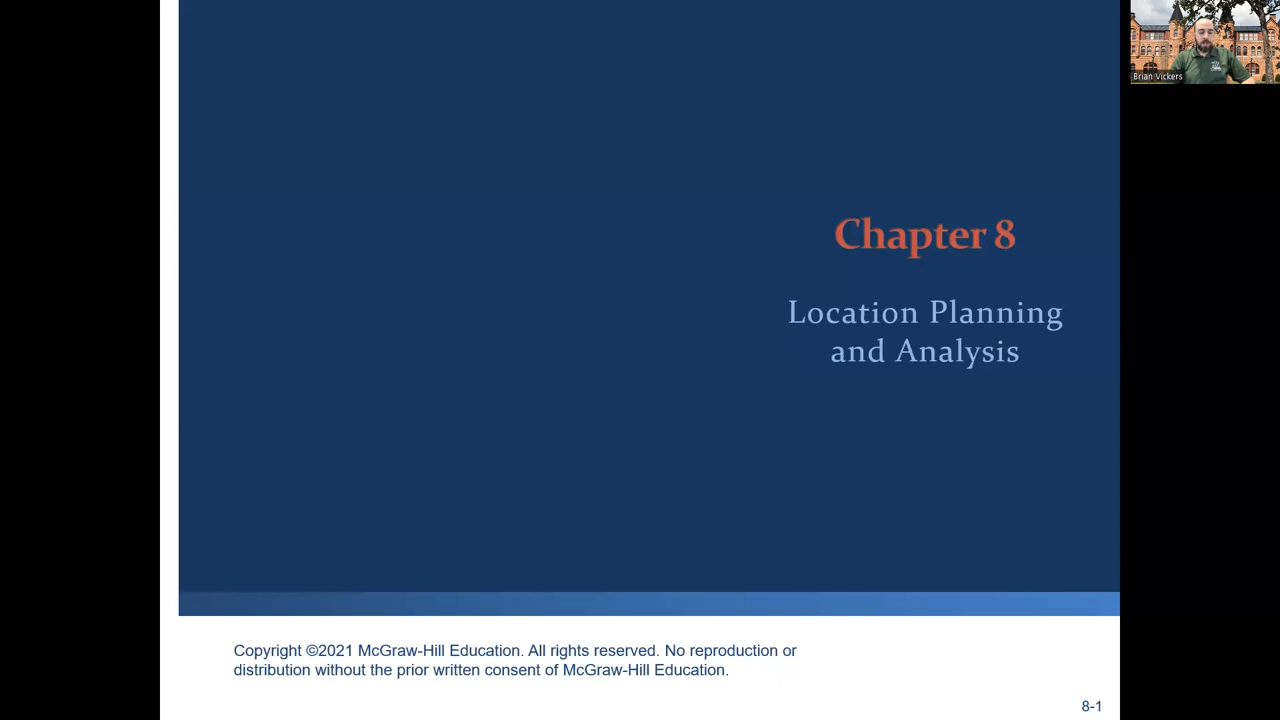 Chapter 8
Location Planning
and Analysis
Brian Vickers
Copyright ©2021 McGraw-Hill Education. All rights reserved. No reproduction or
distribution without the prior written consent of McGraw-Hill Education.
8-1